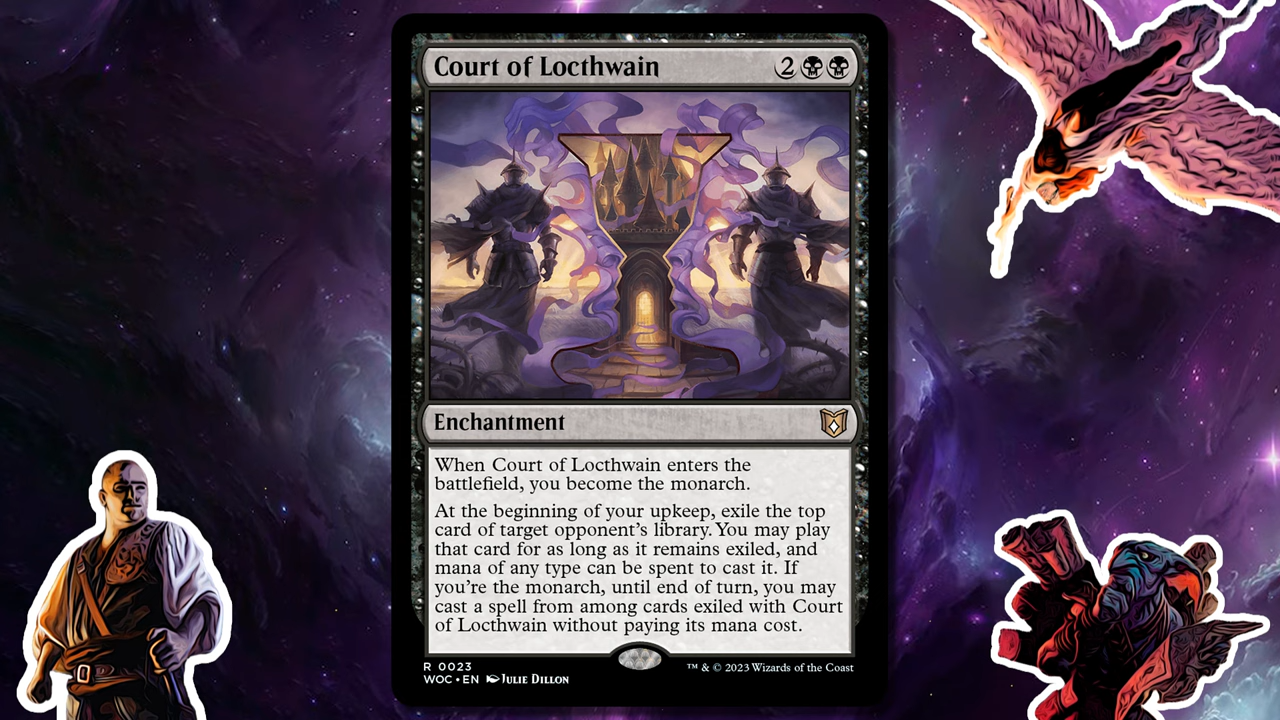 Court of Locthwain 2
Enchantment
When Court of Locthwain enters the
battlefield, you become the monarch.
At the beginning of your upkeep, exile the top
card of target opponent's library. You may play
that card for as long as it remains exiled, and
mana of any type can be spent to cast it. If
you're the monarch, until end of turn, you may
cast a spell from among cards exiled with Court
of Locthwain without paying its mana cost.
R 0023
WOC • EN Julie Dillon
™ & © 2023 Wizards of the Coast